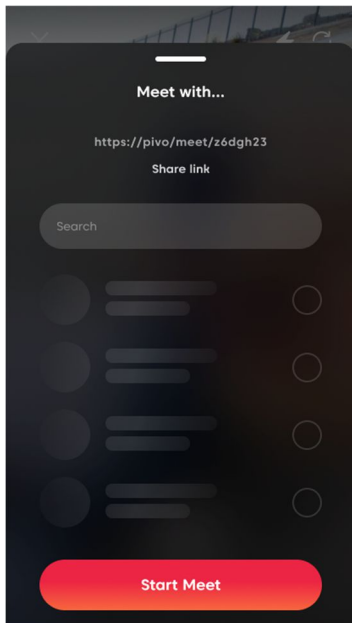 Meet with...
https://pivo/meet/z6dgh23
Share link
Search
Start Meet